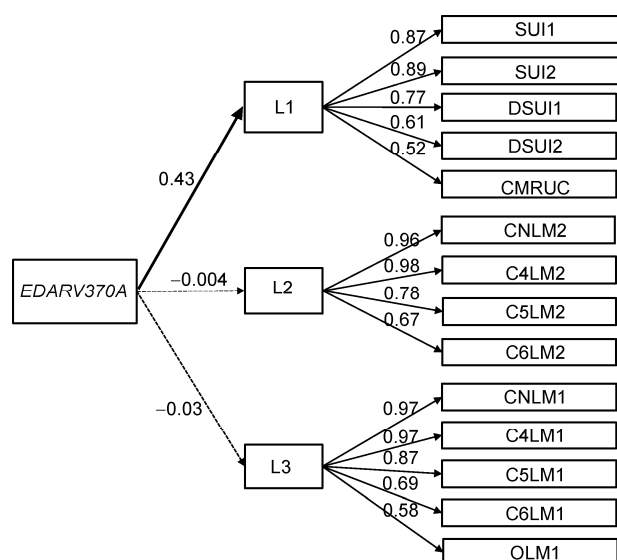 0.87
SUI1
0.89
SUI2
L1
0.77
DSUI1
0.61
DSUI2
0.52
CMRUC
0.43
0.96
CNLM2
EDARV370A
−0.004
L2
0.98
C4LM2
0.78
C5LM2
0.67
C6LM2
−0.03
0.97
CNLM1
0.97
C4LM1
L3
0.87
C5LM1
0.69
C6LM1
0.58
OLM1